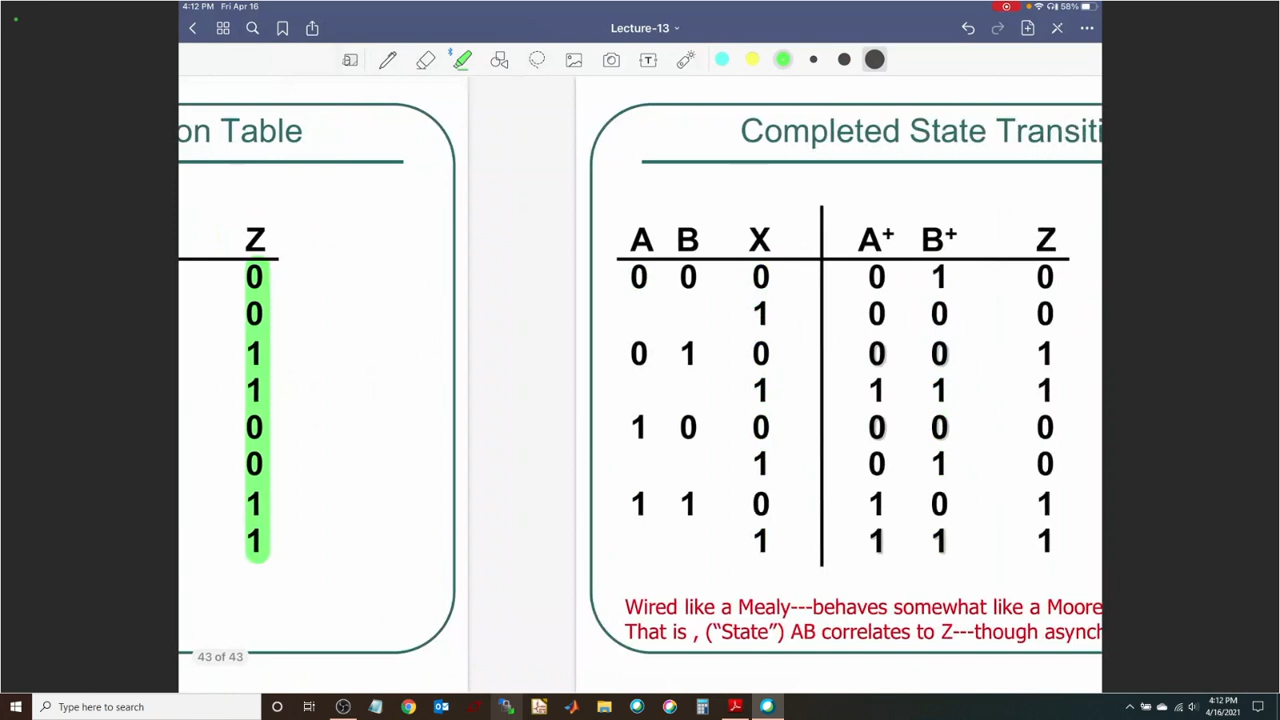 4:12 PM Fri Apr 16 58%
Lecture-13
on Table
Z
0
0
1
1
0
0
1
1
43 of 43
Completed State Transiti
A B X A+ B+ Z
0 0 0 0 1 0
1 0 0 0
0 1 0 0 0 1
1 1 1 1
1 0 0 0 0 0
1 0 1 0
1 1 0 1 0 1
1 1 1 1
Wired like a Mealy---behaves somewhat like a Moore
That is , (“State”) AB correlates to Z---though asynch
Type here to search
4:12 PM
4/16/2021